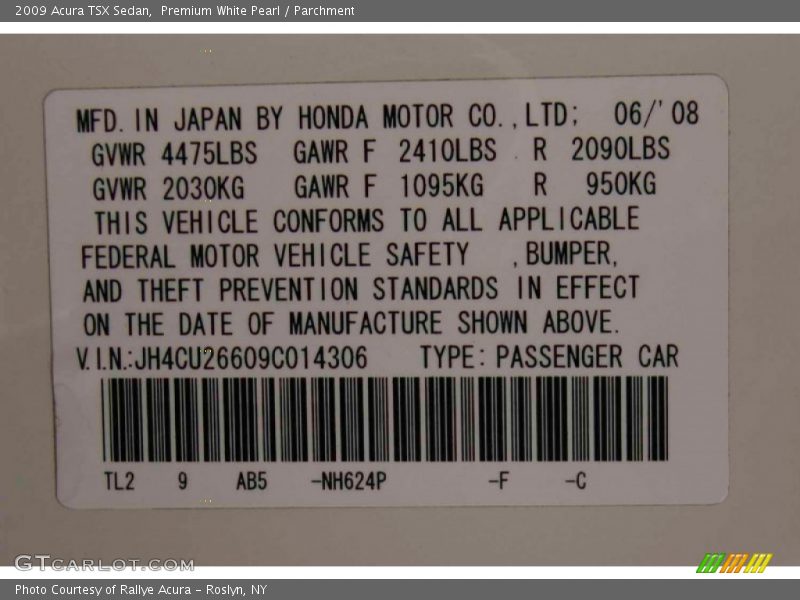 2009 Acura TSX Sedan,  Premium White Pearl / Parchment
MFD. IN JAPAN BY HONDA MOTOR CO., LTD; 06/'08
GVWR 4475LBS GAWR F 2410LBS R 2090LBS
GVWR 2030KG GAWR F 1095KG R 950KG
THIS VEHICLE CONFORMS TO ALL APPLICABLE
FEDERAL MOTOR VEHICLE SAFETY , BUMPER,
AND THEFT PREVENTION STANDARDS IN EFFECT
ON THE DATE OF MANUFACTURE SHOWN ABOVE.
V.I.N.:JH4CU26609C014306 TYPE: PASSENGER CAR
TL2 9 AB5 -NH624P -F -C
GTCARLOT.COM
Photo Courtesy of Rallye Acura - Roslyn, NY